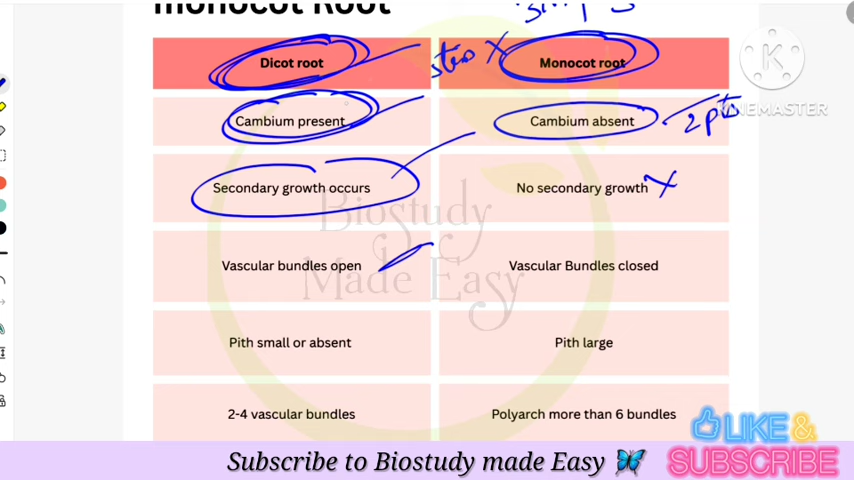 Monocot Root
Dicot root
Monocot root
Cambium present
Cambium absent
2 pts
Secondary growth occurs
No secondary growth
Vascular bundles open
Vascular Bundles closed
Pith small or absent
Pith large
2-4 vascular bundles
Polyarch more than 6 bundles
Biostudy
Made Easy
K
KINEMASTER
LIKE &
SUBSCRIBE
Subscribe to Biostudy made Easy 🦋